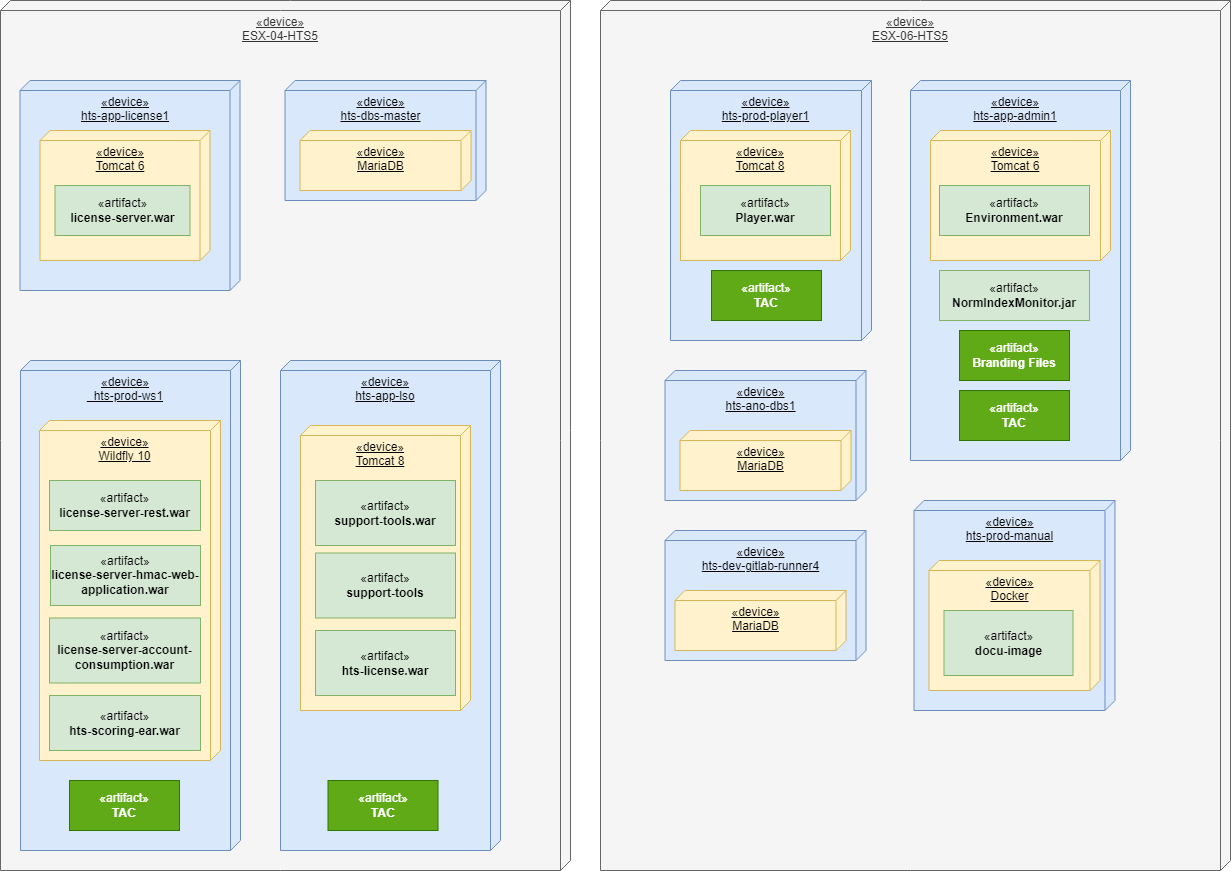 «device»
ESX-04-HTS5
«device»
hts-app-license1
«device»
Tomcat 6
«artifact»
license-server.war
«device»
hts-dbs-master
«device»
MariaDB
«device»
_hts-prod-ws1
«device»
Wildfly 10
«artifact»
license-server-rest.war
«artifact»
license-server-hmac-web-
application.war
«artifact»
license-server-account-
consumption.war
«artifact»
hts-scoring-ear.war
«artifact»
TAC
«device»
hts-app-lso
«device»
Tomcat 8
«artifact»
support-tools.war
«artifact»
support-tools
«artifact»
hts-license.war
«artifact»
TAC
«device»
ESX-06-HTS5
«device»
hts-prod-player1
«device»
Tomcat 8
«artifact»
Player.war
«artifact»
TAC
«device»
hts-app-admin1
«device»
Tomcat 6
«artifact»
Environment.war
«artifact»
NormIndexMonitor.jar
«artifact»
Branding Files
«artifact»
TAC
«device»
hts-ano-dbs1
«device»
MariaDB
«device»
hts-dev-gitlab-runner4
«device»
MariaDB
«device»
hts-prod-manual
«device»
Docker
«artifact»
docu-image